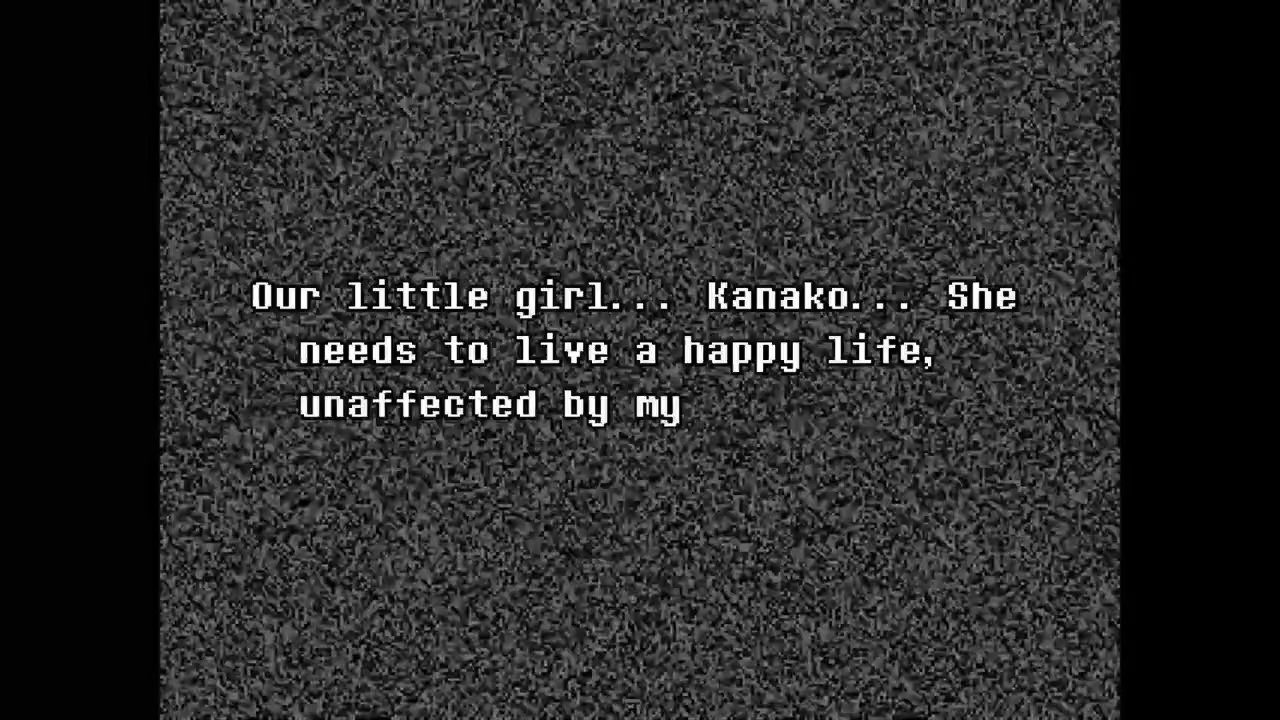 Our little girl... Kanako... She
needs to live a happy life,
unaffected by my